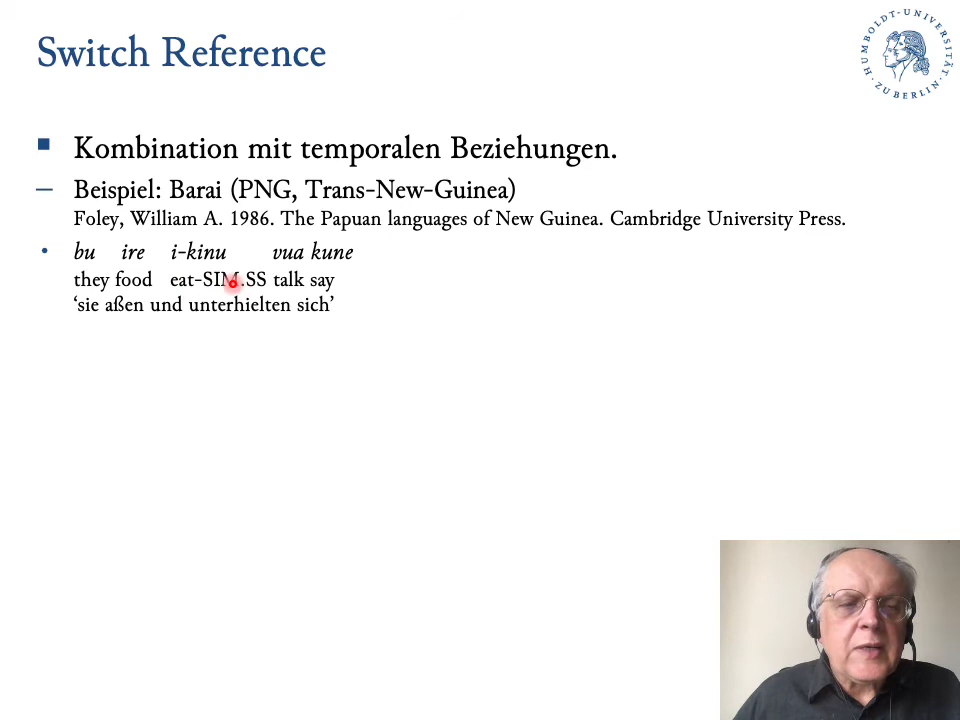 Switch Reference
HUMBOLDT-UNIVERSITÄT ZU BERLIN
Kombination mit temporalen Beziehungen.
Beispiel: Barai (PNG, Trans-New-Guinea)
Foley, William A. 1986. The Papuan languages of New Guinea. Cambridge University Press.
bu ire i-kinu vua kune
they food eat-SIM.SS talk say
‘sie aßen und unterhielten sich’